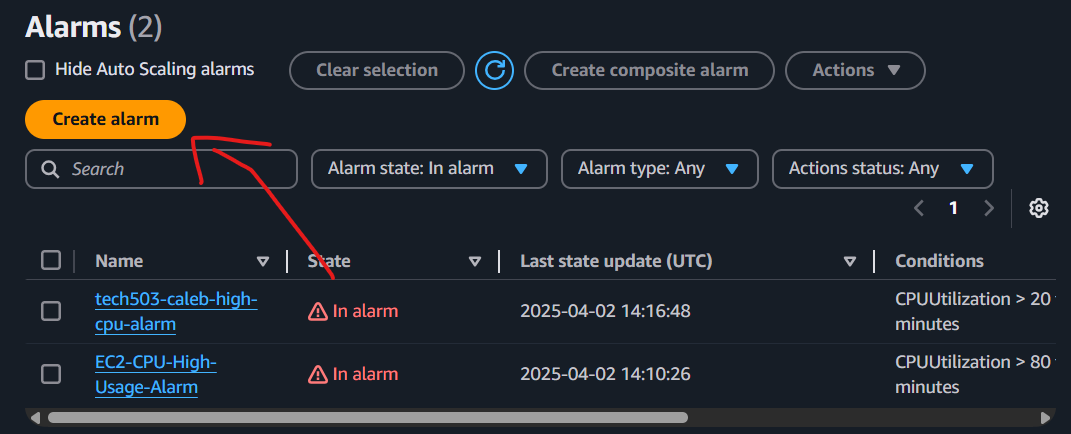 Alarms (2)
Hide Auto Scaling alarms Clear selection Create composite alarm Actions
Create alarm
Search Alarm state: In alarm Alarm type: Any Actions status: Any
1
Name State Last state update (UTC) Conditions
tech503-caleb-high-cpu-alarm In alarm 2025-04-02 14:16:48 CPUUtilization > 20
minutes
EC2-CPU-High-Usage-Alarm In alarm 2025-04-02 14:10:26 CPUUtilization > 80
minutes